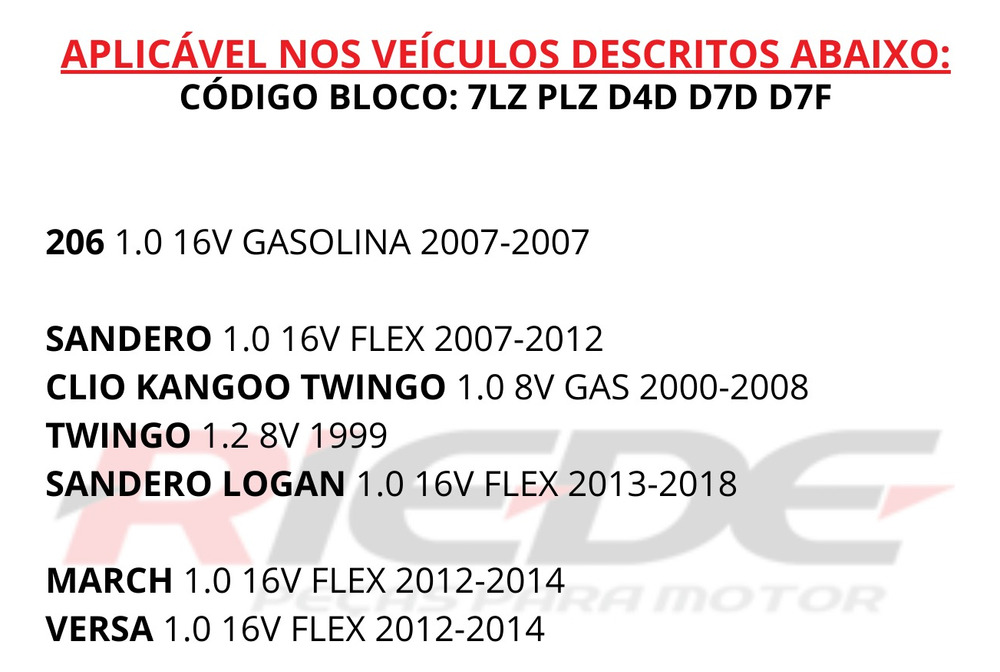 APLICÁVEL NOS VEÍCULOS DESCRITOS ABAIXO:
CÓDIGO BLOCO: 7LZ PLZ D4D D7D D7F
206 1.0 16V GASOLINA 2007-2007
SANDERO 1.0 16V FLEX 2007-2012
CLIO KANGOO TWINGO 1.0 8V GAS 2000-2008
TWINGO 1.2 8V 1999
SANDERO LOGAN 1.0 16V FLEX 2013-2018
RIEDE
MARCH 1.0 16V FLEX 2012-2014
PEÇAS PARA MOTOR
VERSA 1.0 16V FLEX 2012-2014